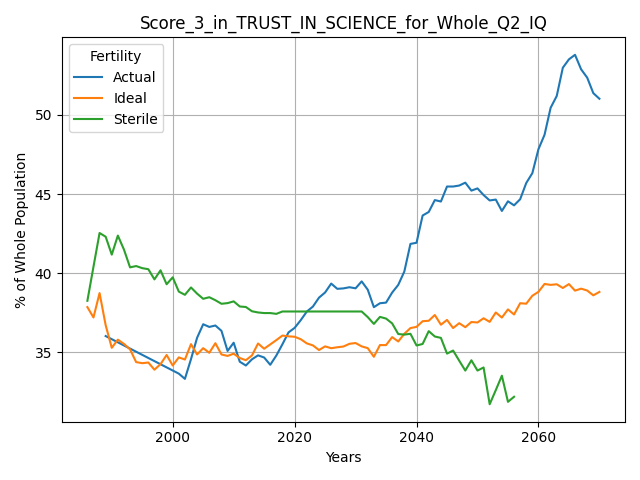 Score_3_in_TRUST_IN_SCIENCE_for_Whole_Q2_IQ
Fertility
Actual
Ideal
Sterile
% of Whole Population
50
45
40
35
2000
2020
2040
2060
Years